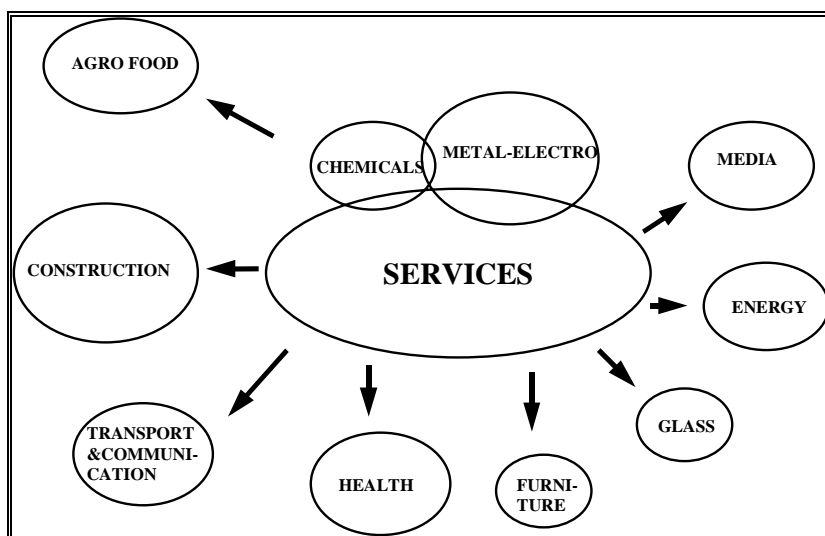 AGRO FOOD
CHEMICALS
METAL-ELECTRO
MEDIA
CONSTRUCTION
SERVICES
ENERGY
TRANSPORT
&COMMUNI-
CATION
HEALTH
FURNI-
TURE
GLASS